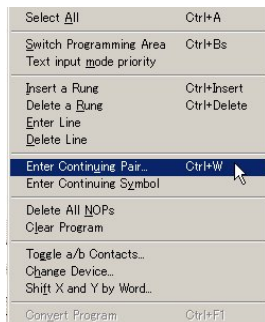 Select All Ctrl+A
Switch Programming Area Ctrl+Bs
Text input mode priority
Insert a Rung Ctrl+Insert
Delete a Rung Ctrl+Delete
Enter Line
Delete Line
Enter Continuing Pair... Ctrl+W
Enter Continuing Symbol
Delete All NOPs
Clear Program
Toggle a/b Contacts...
Change Device...
Shift X and Y by Word...
Convert Program Ctrl+F1